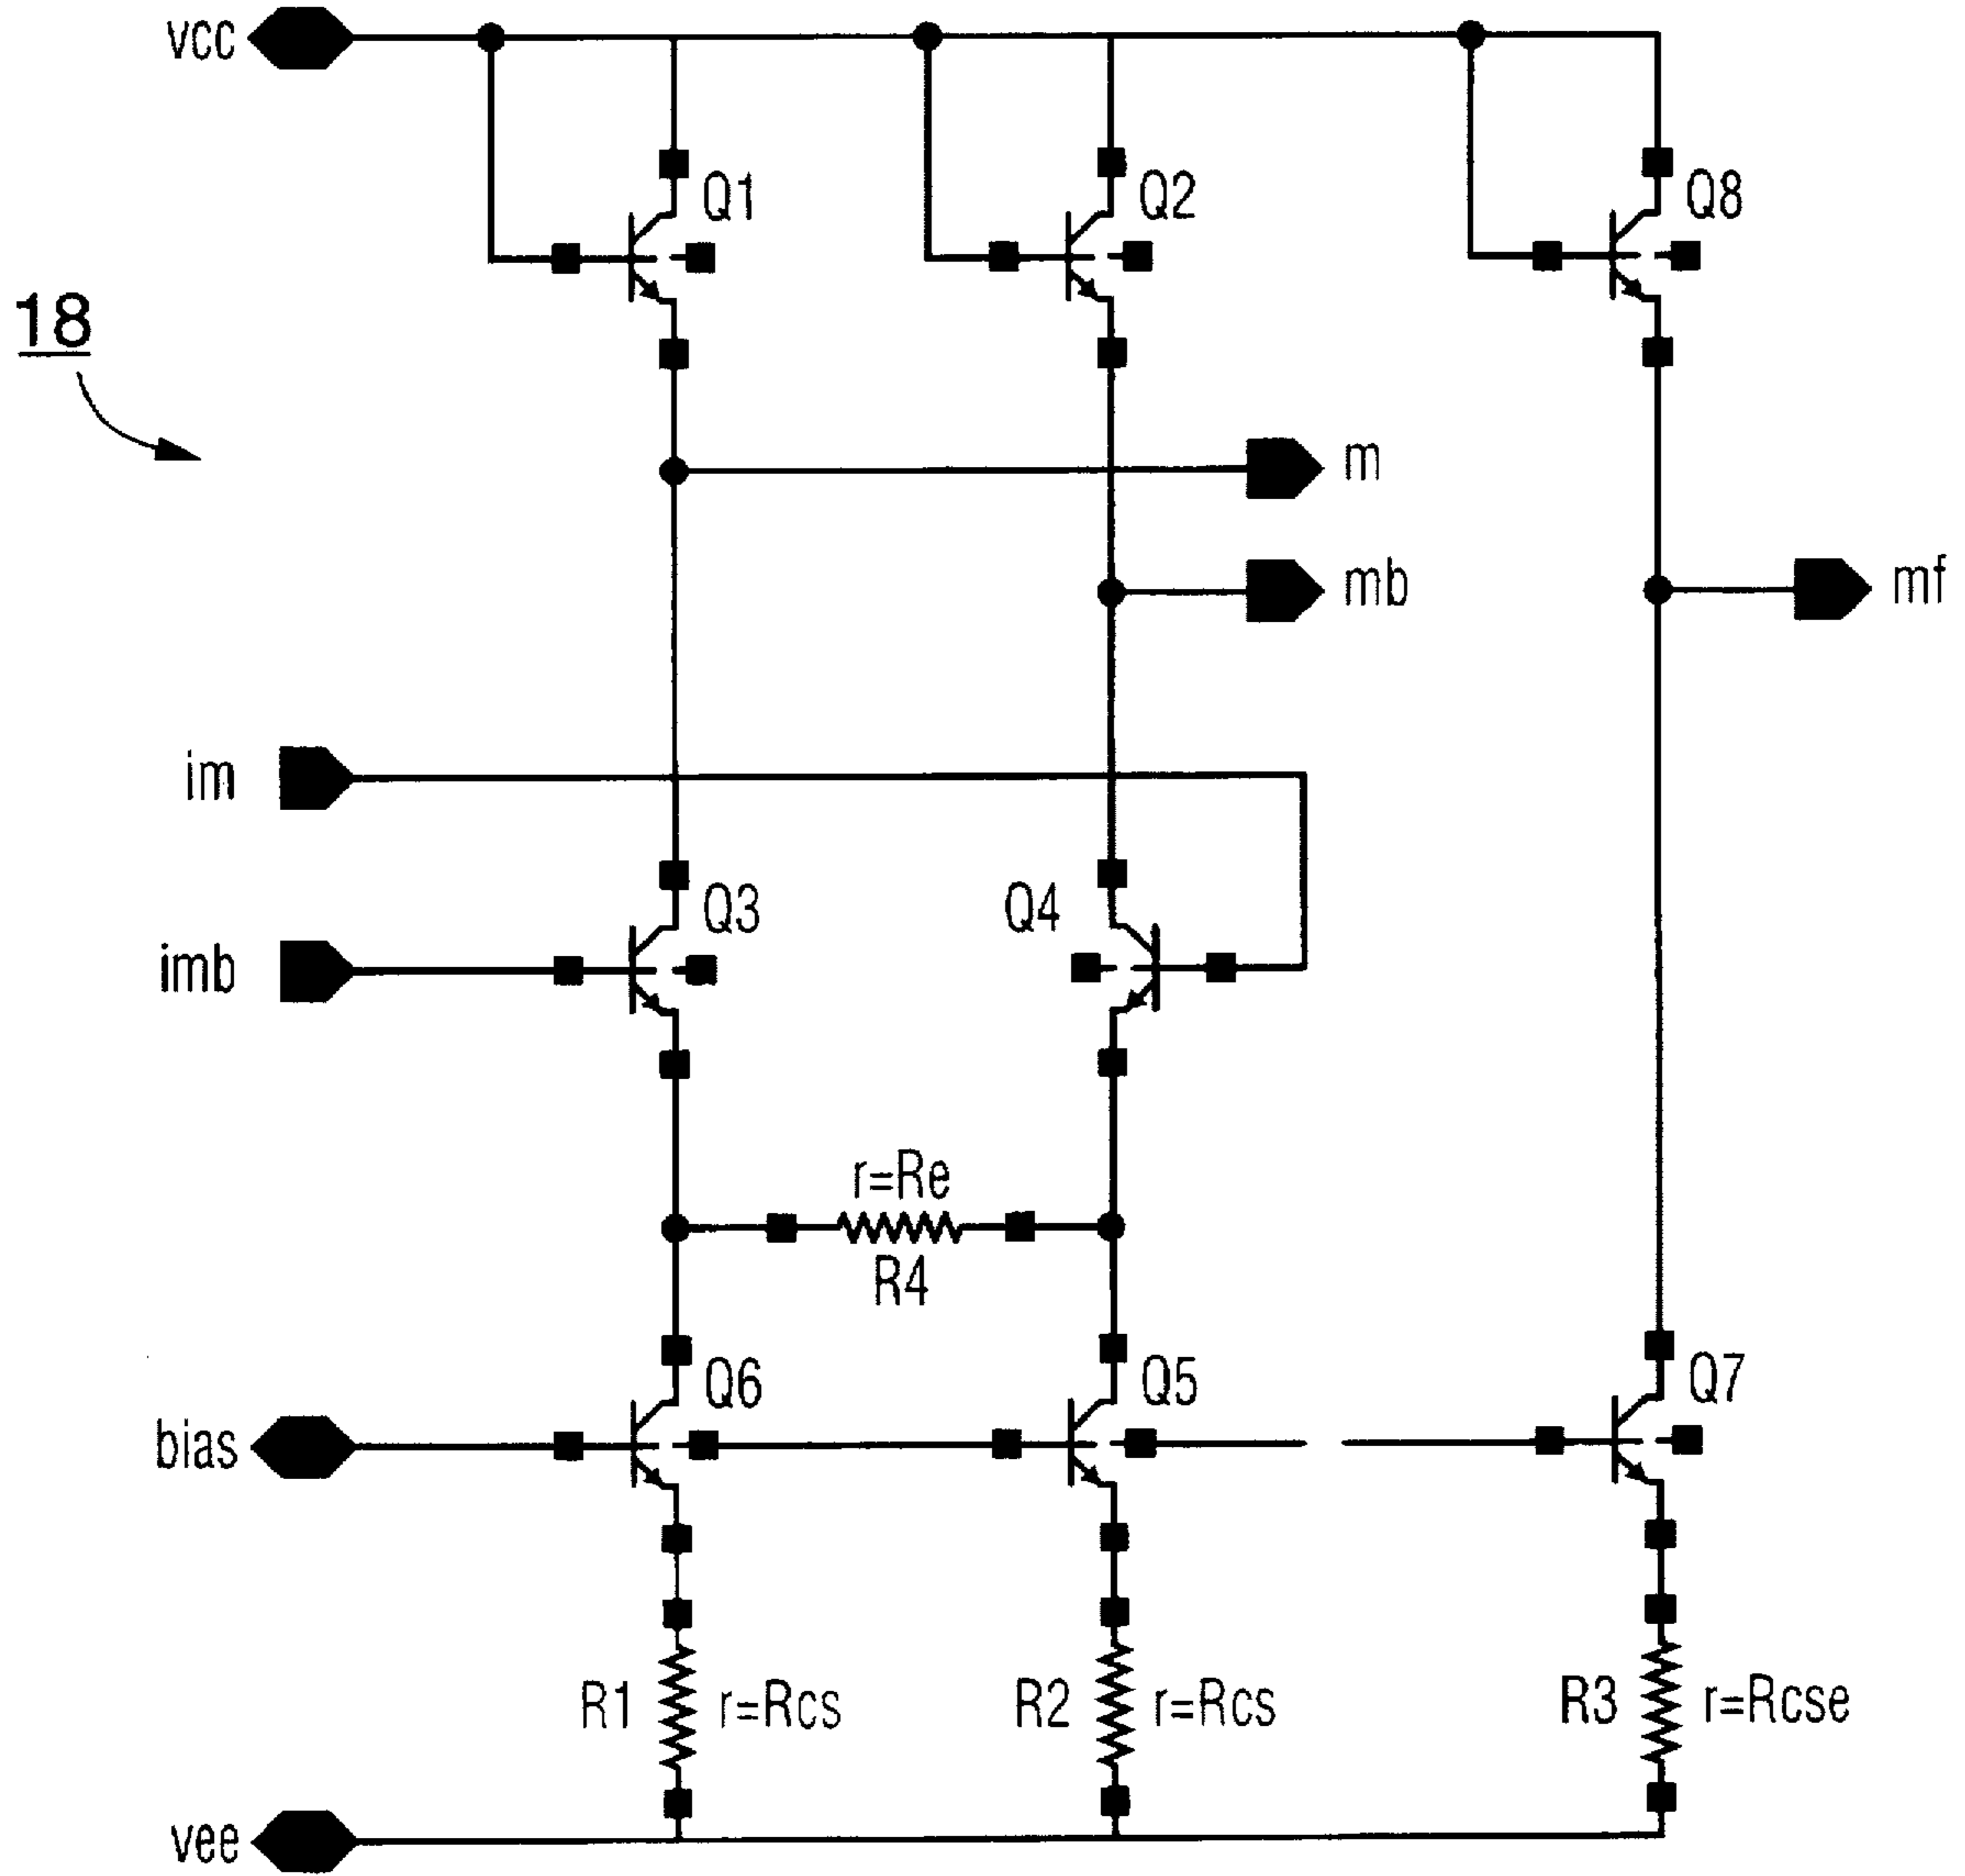 vcc
Q1
Q2
Q8
18
m
mb
mf
im
Q3
Q4
imb
r=Re
R4
Q6
Q5
Q7
bias
R1
r=Rcs
R2
r=Rcs
R3
r=Rcse
vee